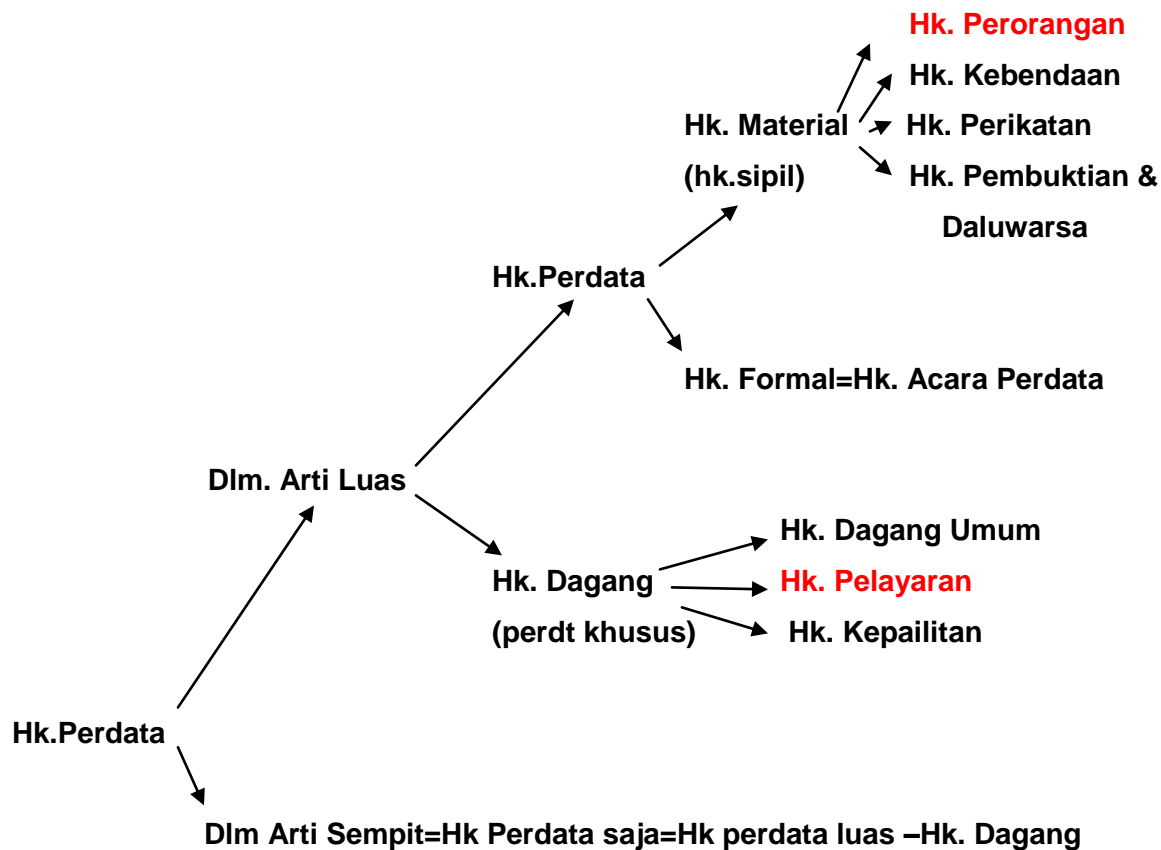 Hk. Perorangan
Hk. Kebendaan
Hk. Material
Hk. Perikatan
(hk.sipil)
Hk. Pembuktian &
Daluwarsa
Hk.Perdata
Hk. Formal=Hk. Acara Perdata
Dlm. Arti Luas
Hk. Dagang Umum
Hk. Dagang
Hk. Pelayaran
(perdt khusus)
Hk. Kepailitan
Hk.Perdata
Dlm Arti Sempit=Hk Perdata saja=Hk perdata luas –Hk. Dagang